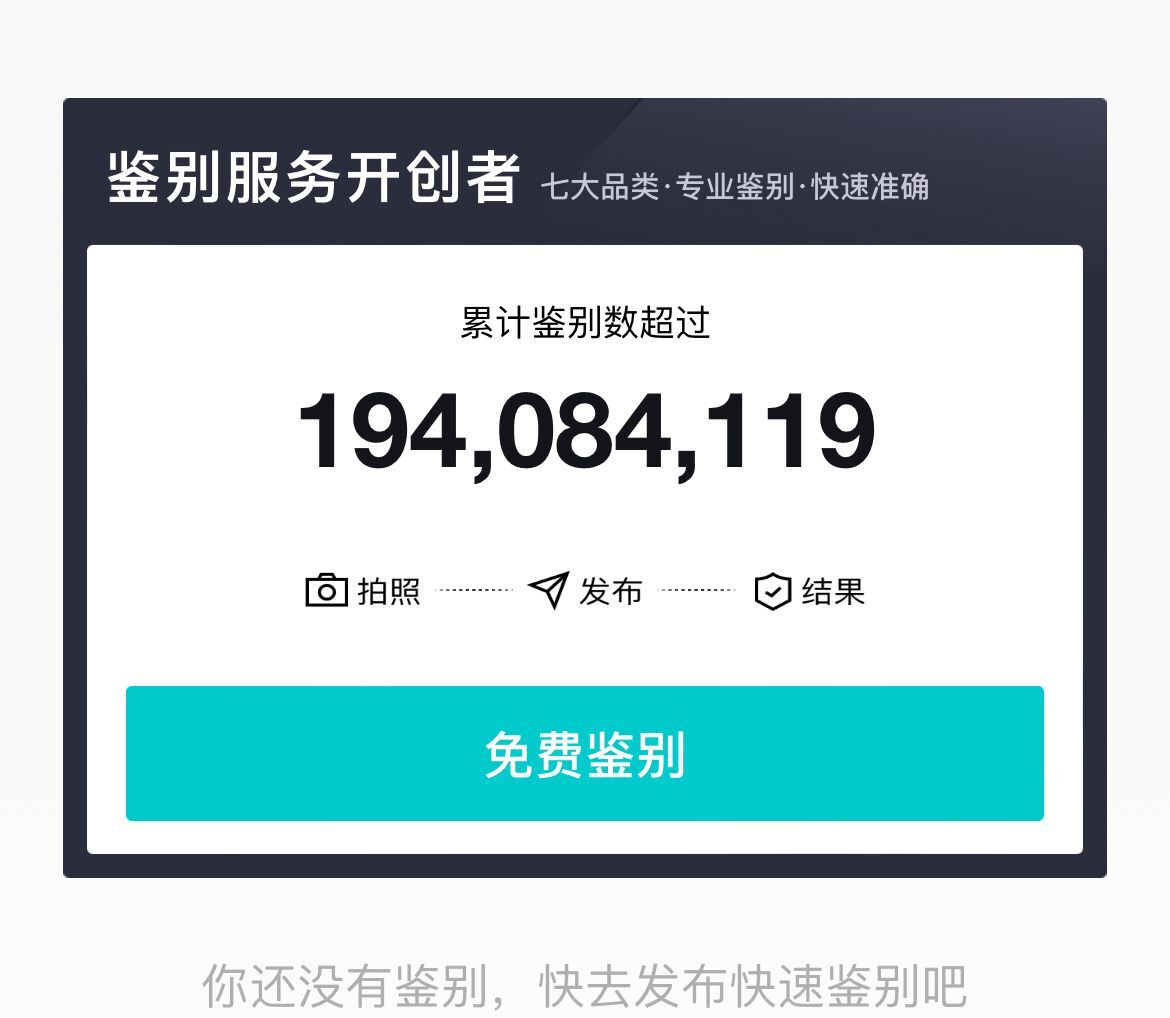 鉴别服务开创者 七大品类·专业鉴别·快速准确
累计鉴别数超过
194,084,119
拍照 发布 结果
免费鉴别
你还没有鉴别，快去发布快速鉴别吧